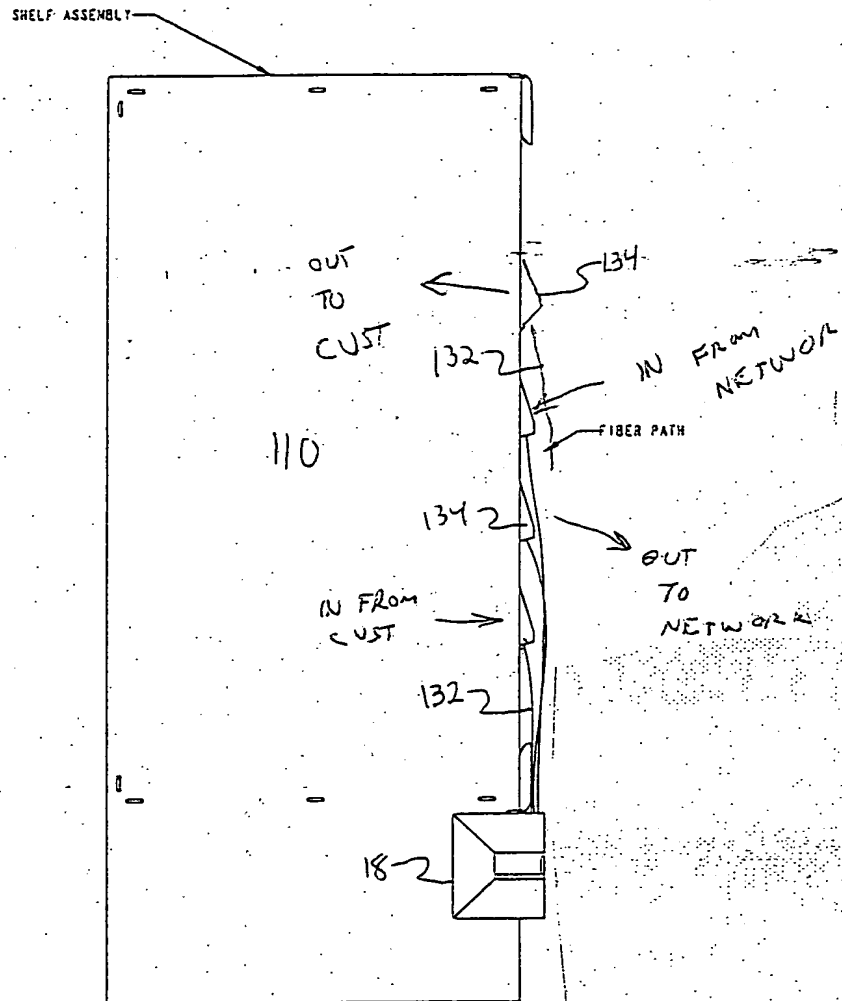 SHELF ASSEMBLY
OUT
TO
CUST
134
132
IN FROM
NETWOR
FIBER PATH
110
134
OUT
TO
NETWORK
IN FROM
CUST
132
18